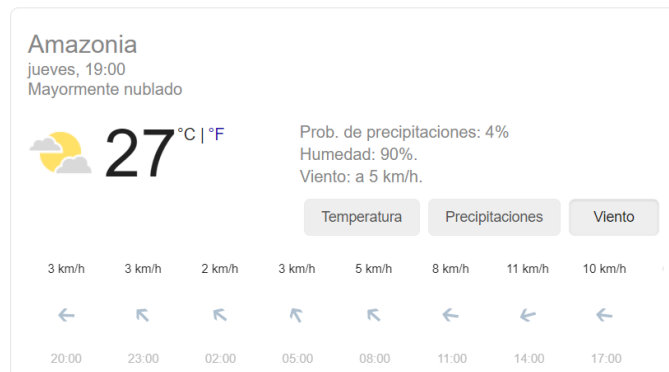 Amazonia
jueves, 19:00
Mayormente nublado
27 °C | °F
Prob. de precipitaciones: 4%
Humedad: 90%.
Viento: a 5 km/h.
Temperatura Precipitaciones Viento
3 km/h 3 km/h 2 km/h 3 km/h 5 km/h 8 km/h 11 km/h 10 km/h
20:00 23:00 02:00 05:00 08:00 11:00 14:00 17:00